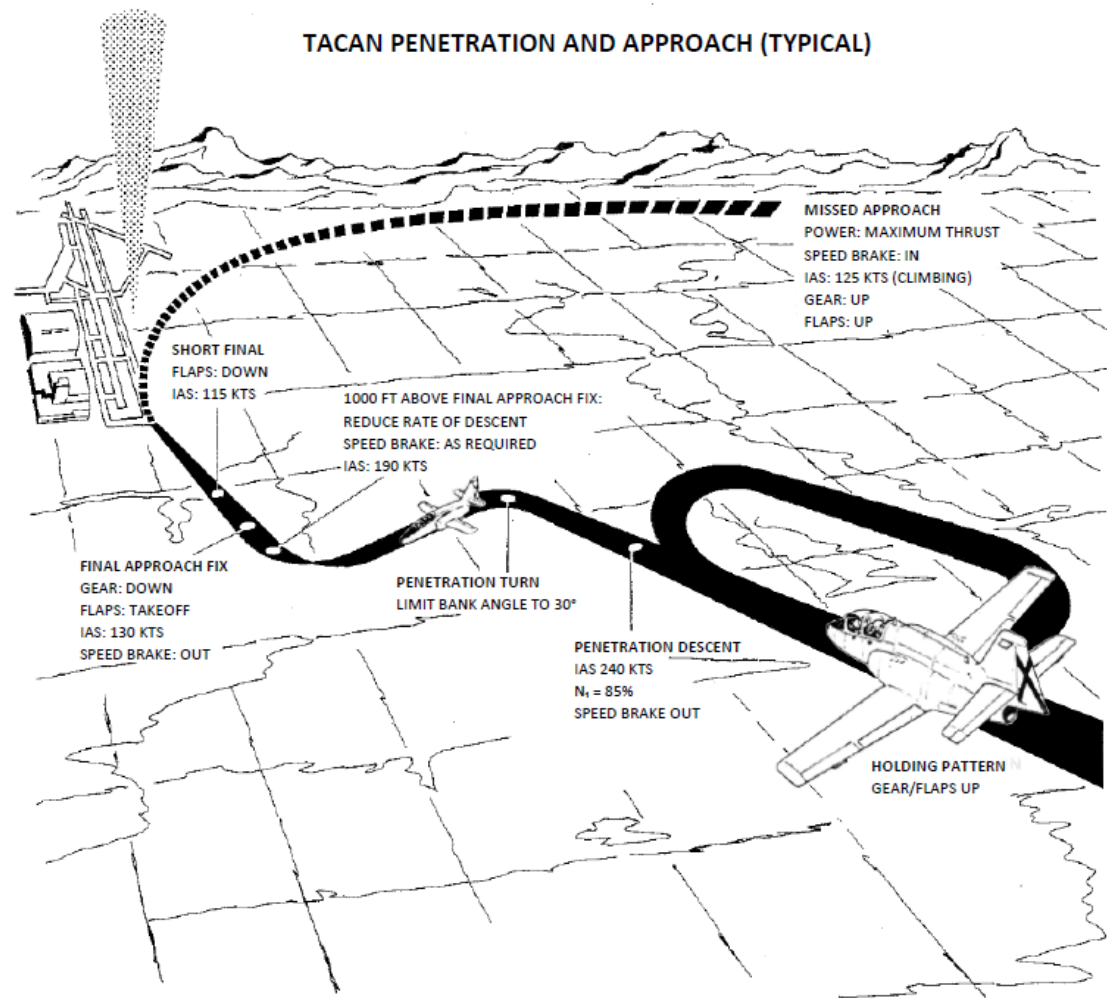 TACAN PENETRATION AND APPROACH (TYPICAL)
MISSED APPROACH
POWER: MAXIMUM THRUST
SPEED BRAKE: IN
IAS: 125 KTS (CLIMBING)
GEAR: UP
FLAPS: UP
SHORT FINAL
FLAPS: DOWN
IAS: 115 KTS
1000 FT ABOVE FINAL APPROACH FIX:
REDUCE RATE OF DESCENT
SPEED BRAKE: AS REQUIRED
IAS: 190 KTS
FINAL APPROACH FIX
GEAR: DOWN
FLAPS: TAKEOFF
IAS: 130 KTS
SPEED BRAKE: OUT
PENETRATION TURN
LIMIT BANK ANGLE TO 30°
PENETRATION DESCENT
IAS 240 KTS
N₁ = 85%
SPEED BRAKE OUT
HOLDING PATTERN N
GEAR/FLAPS UP